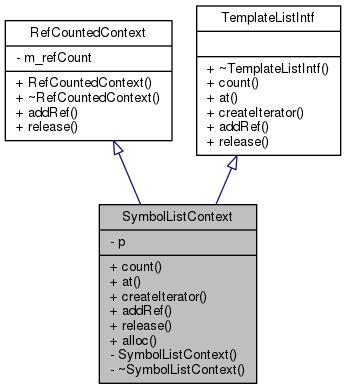 RefCountedContext
- m_refCount
+ RefCountedContext()
+ ~RefCountedContext()
+ addRef()
+ release()
TemplateListIntf
+ ~TemplateListIntf()
+ count()
+ at()
+ createIterator()
+ addRef()
+ release()
SymbolListContext
- p
+ count()
+ at()
+ createIterator()
+ addRef()
+ release()
+ alloc()
- SymbolListContext()
- ~SymbolListContext()